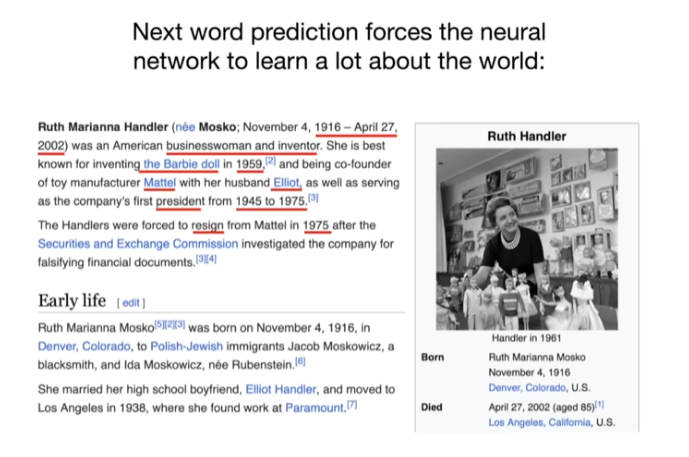 Next word prediction forces the neural
network to learn a lot about the world:
Ruth Marianna Handler (née Mosko; November 4, 1916 – April 27,
2002) was an American businesswoman and inventor. She is best
known for inventing the Barbie doll in 1959,[2] and being co-founder
of toy manufacturer Mattel with her husband Elliot, as well as serving
as the company's first president from 1945 to 1975.[3]
The Handlers were forced to resign from Mattel in 1975 after the
Securities and Exchange Commission investigated the company for
falsifying financial documents.[3][4]
Early life [ edit ]
Ruth Marianna Mosko[5][2][3] was born on November 4, 1916, in
Denver, Colorado, to Polish-Jewish immigrants Jacob Moskowicz, a
blacksmith, and Ida Moskowicz, née Rubenstein.[6]
She married her high school boyfriend, Elliot Handler, and moved to
Los Angeles in 1938, where she found work at Paramount.[7]
Ruth Handler
Handler in 1961
Born Ruth Marianna Mosko
November 4, 1916
Denver, Colorado, U.S.
Died April 27, 2002 (aged 85)[1]
Los Angeles, California, U.S.